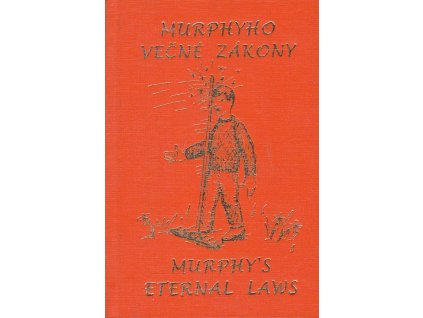 MURPHYHO
VEČNÉ ZÁKONY
MURPHY'S
ETERNAL LAWS